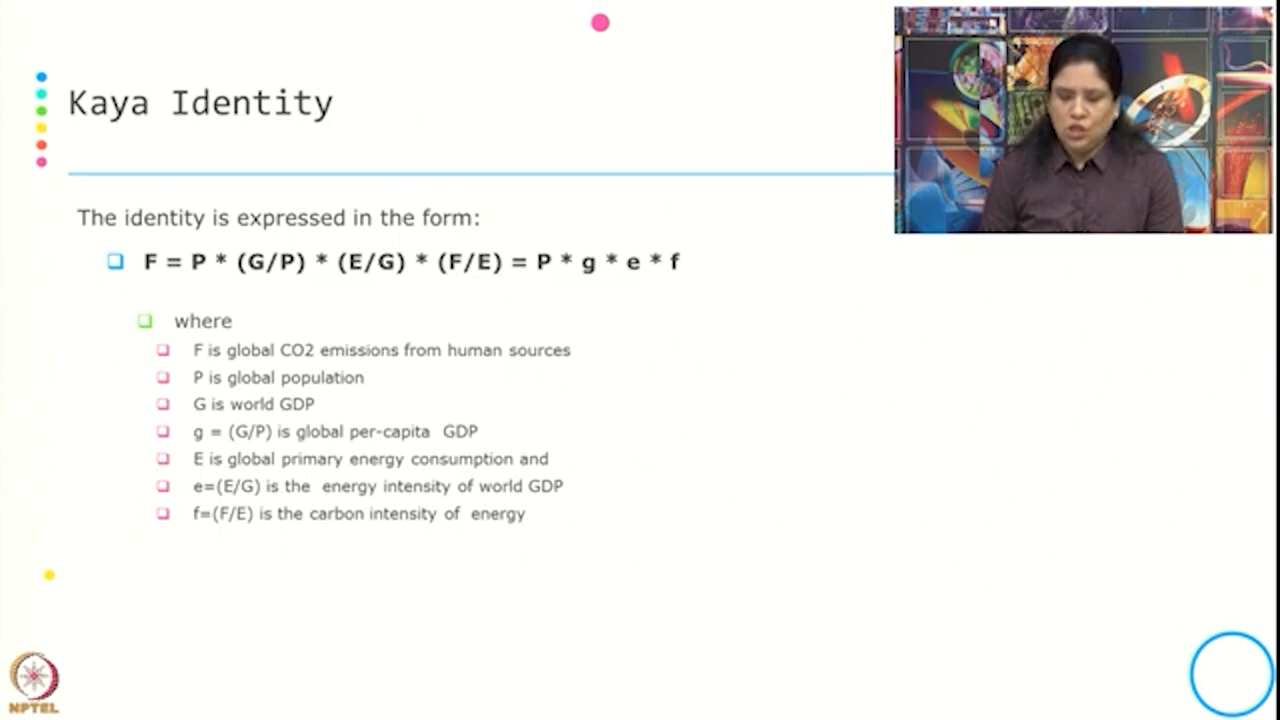 Kaya Identity
The identity is expressed in the form:
F = P * (G/P) * (E/G) * (F/E) = P * g * e * f
where
F is global CO2 emissions from human sources
P is global population
G is world GDP
g = (G/P) is global per-capita GDP
E is global primary energy consumption and
e=(E/G) is the energy intensity of world GDP
f=(F/E) is the carbon intensity of energy
NPTEL